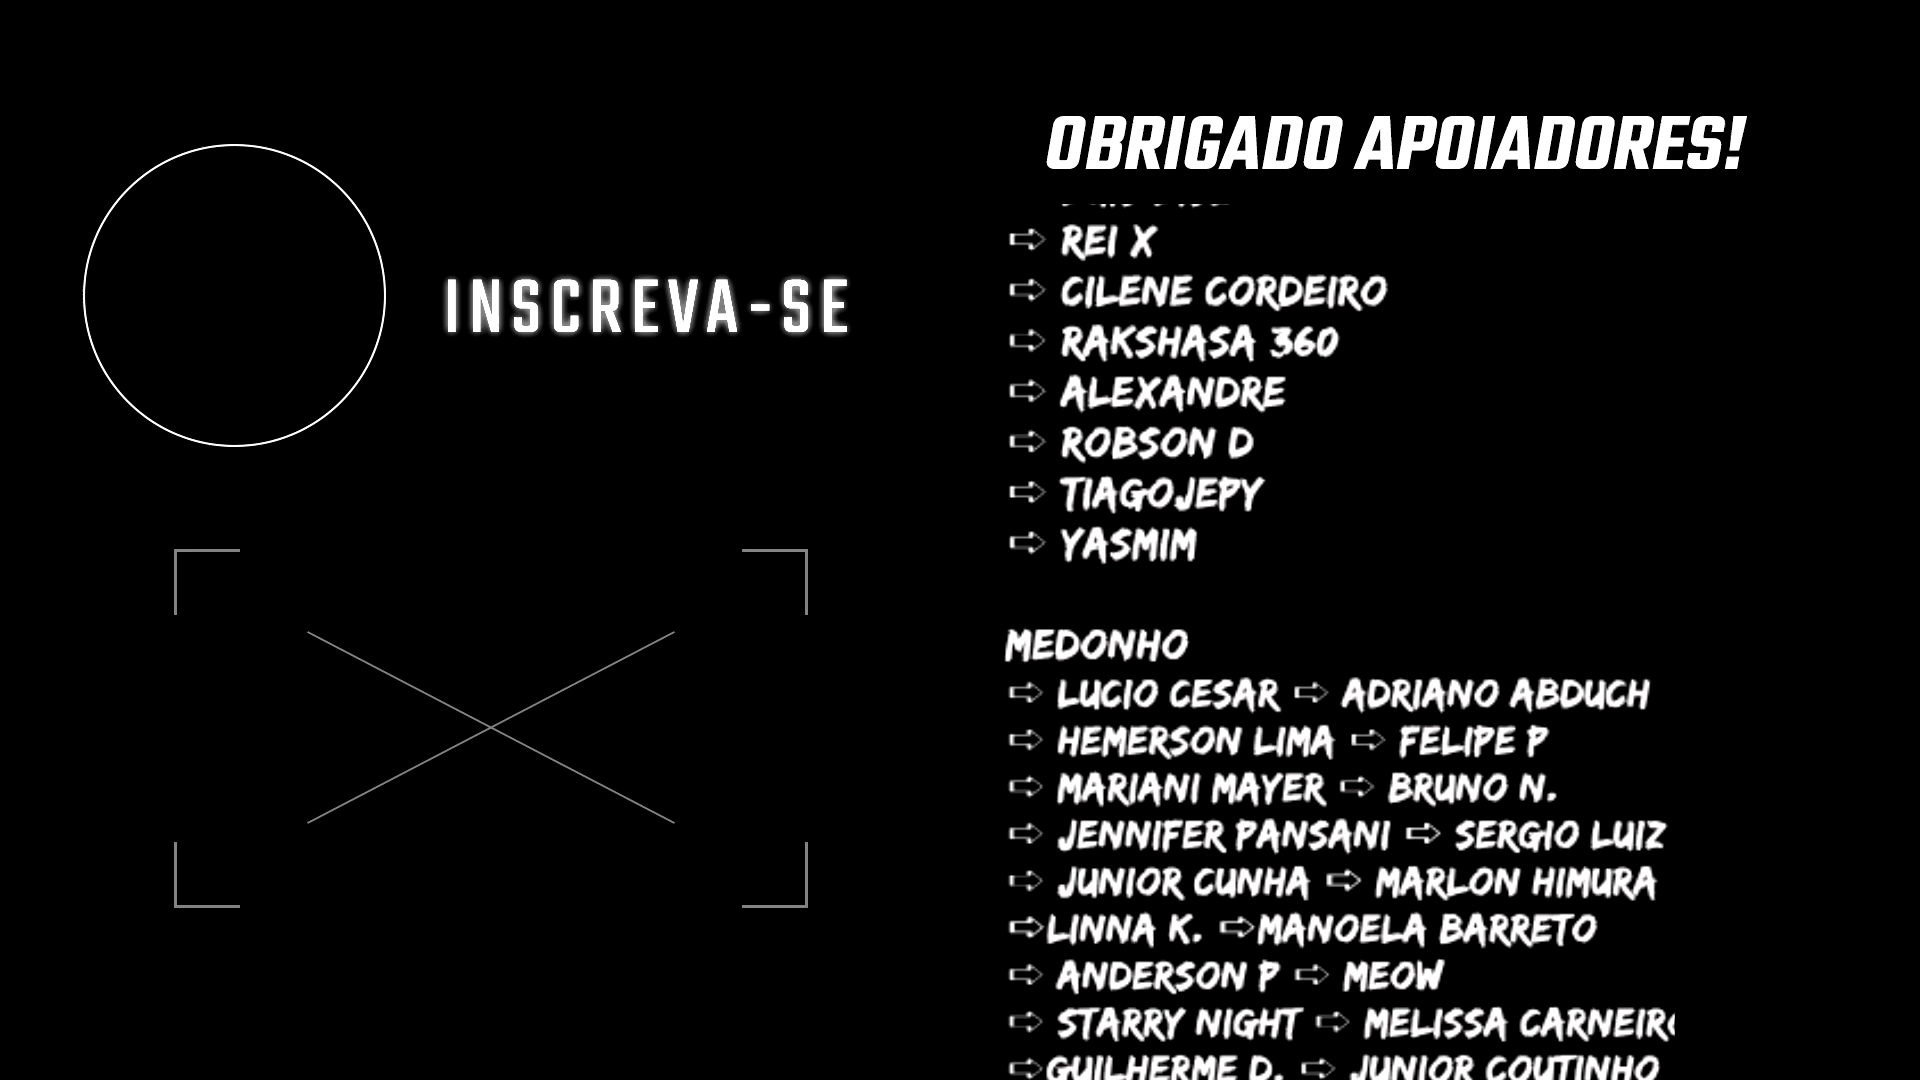 OBRIGADO APOIADORES!
INSCREVA-SE
⇨ REI X
⇨ CILENE CORDEIRO
⇨ RAKSHASA 360
⇨ ALEXANDRE
⇨ ROBSON D
⇨ TIAGOJEPY
⇨ YASMIM
MEDONHO
⇨ LUCIO CESAR ⇨ ADRIANO ABDUCH
⇨ HEMERSON LIMA ⇨ FELIPE P
⇨ MARIANI MAYER ⇨ BRUNO N.
⇨ JENNIFER PANSANI ⇨ SERGIO LUIZ
⇨ JUNIOR CUNHA ⇨ MARLON HIMURA
⇨LINNA K. ⇨MANOELA BARRETO
⇨ ANDERSON P ⇨ MEOW
⇨ STARRY NIGHT ⇨ MELISSA CARNEIR
⇨GUILHERME D. ⇨ JUNIOR COUTINHO